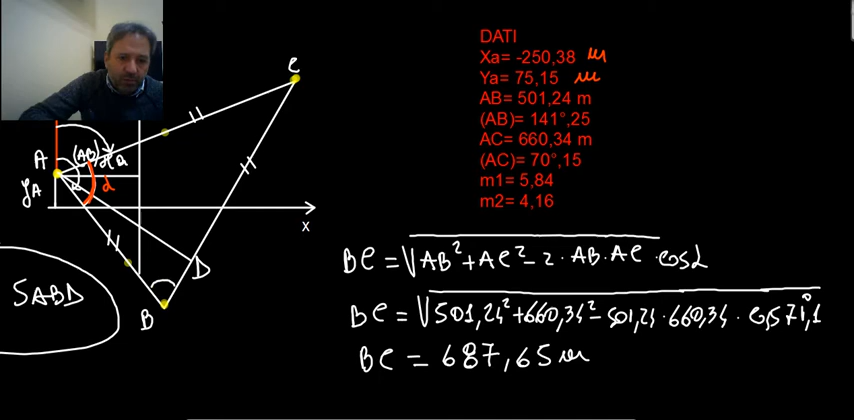 DATI
Xa= -250,38 m
Ya= 75,15 m
AB= 501,24 m
(AB)= 141°,25
AC= 660,34 m
(AC)= 70°,15
m1= 5,84
m2= 4,16
C
A
(AB)
α
x
D
B
SABD
BC = √AB²+AC²-2·AB·AC·cosα
BC = √501,24²+660,34²-501,24·660,34·cos71°,1
BC = 687,65 m